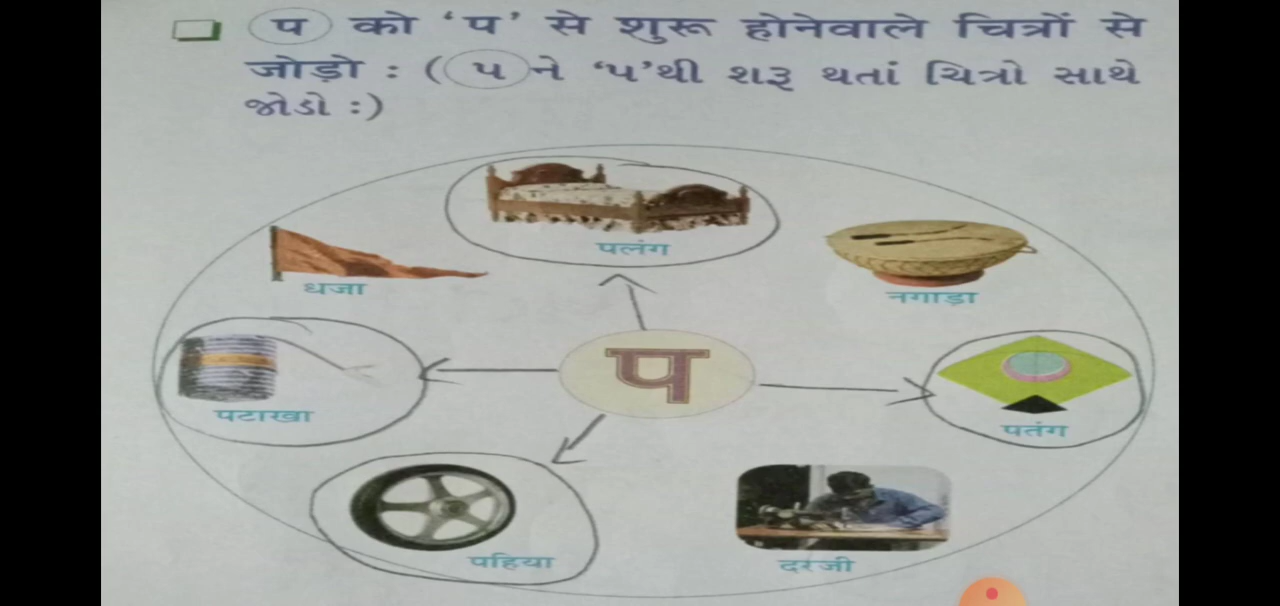 प को 'प' से शुरू होनेवाले चित्रों से
जोड़ो : ( પ ને 'પ'થી શરૂ થતાં ચિત્રો સાથે
જોડો :)
पलंग
धजा
नगाड़ा
प
पटाखा
पतंग
पहिया
दरजी